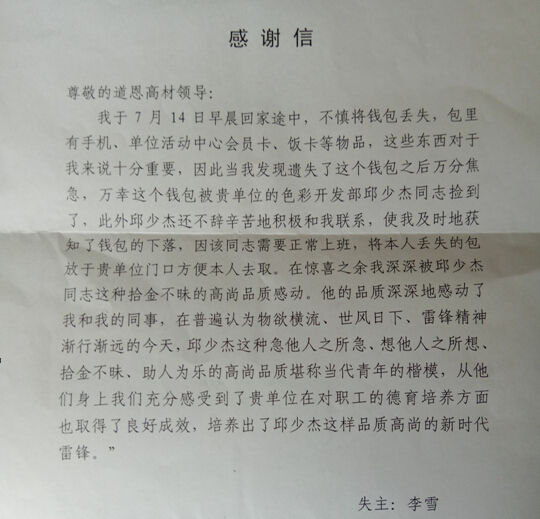 感谢信
尊敬的道恩高材领导：
我于 7 月 14 日早晨回家途中，不慎将钱包丢失，包里
有手机、单位活动中心会员卡、饭卡等物品，这些东西对于
我来说十分重要，因此当我发现遗失了这个钱包之后万分焦
急，万幸这个钱包被贵单位的色彩开发部邱少杰同志捡到
了，此外邱少杰还不辞辛苦地积极和我联系，使我及时地获
知了钱包的下落，因该同志需要正常上班，将本人丢失的包
放于贵单位门口方便本人去取。在惊喜之余我深深被邱少杰
同志这种拾金不昧的高尚品质感动。他的品质深深地感动了
我和我的同事，在普遍认为物欲横流、世风日下、雷锋精神
渐行渐远的今天，邱少杰这种急他人之所急、想他人之所想、
拾金不昧、助人为乐的高尚品质堪称当代青年的楷模，从他
们身上我们充分感受到了贵单位在对职工的德育培养方面
也取得了良好成效，培养出了邱少杰这样品质高尚的新时代
雷锋。”
失主：李雪